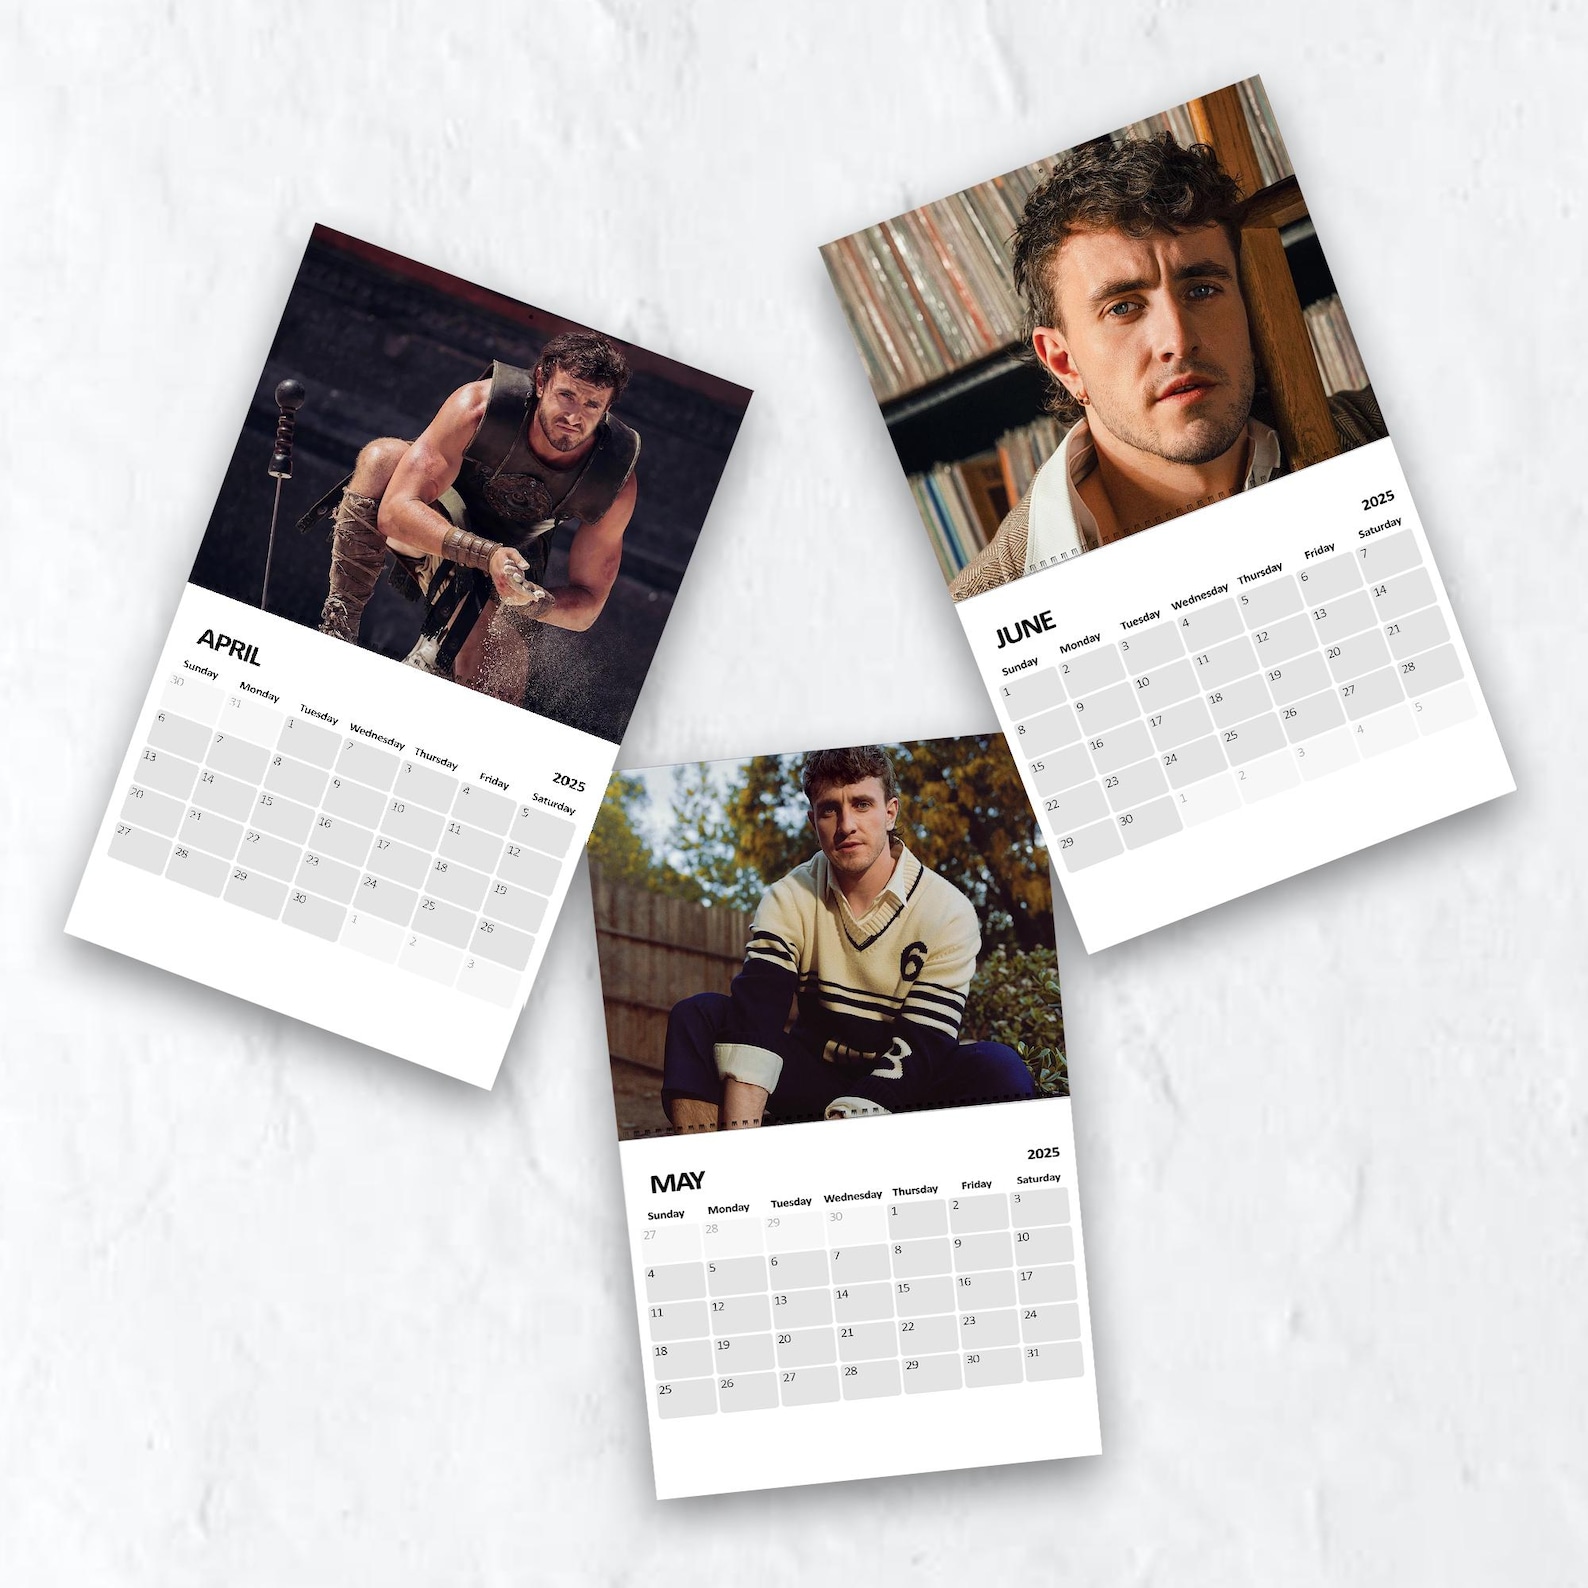 APRIL
2025
Sunday Monday Tuesday Wednesday Thursday Friday Saturday
30 31 1 2 3 4 5
6 7 8 9 10 11 12
13 14 15 16 17 18 19
20 21 22 23 24 25 26
27 28 29 30 1 2 3
JUNE
2025
Sunday Monday Tuesday Wednesday Thursday Friday Saturday
1 2 3 4 5 6 7
8 9 10 11 12 13 14
15 16 17 18 19 20 21
22 23 24 25 26 27 28
29 30 1 2 3 4 5
6
MAY
2025
Sunday Monday Tuesday Wednesday Thursday Friday Saturday
27 28 29 30 1 2 3
4 5 6 7 8 9 10
11 12 13 14 15 16 17
18 19 20 21 22 23 24
25 26 27 28 29 30 31